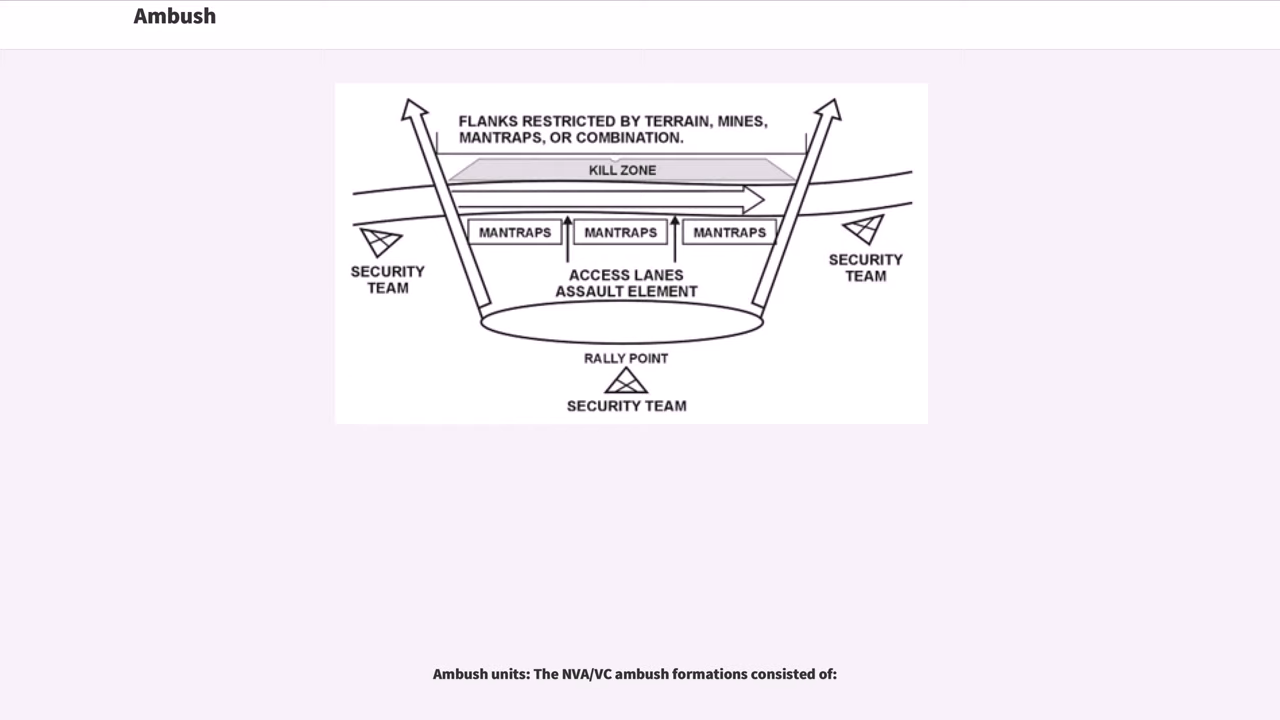 Ambush
FLANKS RESTRICTED BY TERRAIN, MINES,
MANTRAPS, OR COMBINATION.
KILL ZONE
MANTRAPS
MANTRAPS
MANTRAPS
SECURITY
TEAM
SECURITY
TEAM
ACCESS LANES
ASSAULT ELEMENT
RALLY POINT
SECURITY TEAM
Ambush units: The NVA/VC ambush formations consisted of: